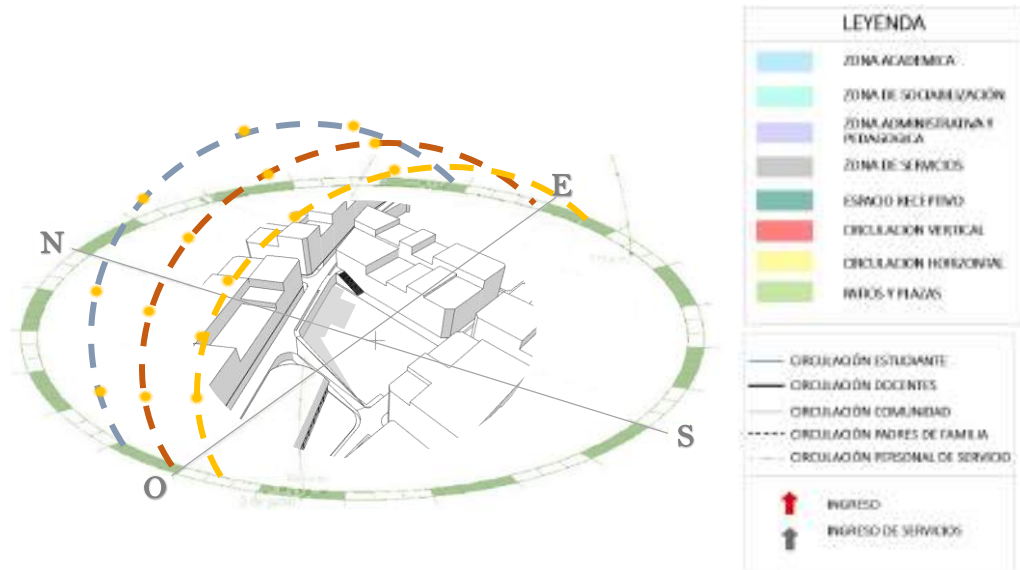 N
E
S
O
LEYENDA
ZONA ACADEMICA
ZONA DE SOCIABILIZACIÓN
ZONA ADMINISTRATIVA Y
PEDAGOGICA
ZONA DE SERVICIOS
ESPACIO RECEPTIVO
CIRCULACION VERTICAL
CIRCULACION HORIZONTAL
PATIOS Y PLAZAS
CIRCULACIÓN ESTUDIANTE
CIRCULACIÓN DOCENTES
CIRCULACIÓN COMUNIDAD
CIRCULACIÓN PADRES DE FAMILIA
CIRCULACIÓN PERSONAL DE SERVICIO
INGRESO
INGRESO DE SERVICIOS